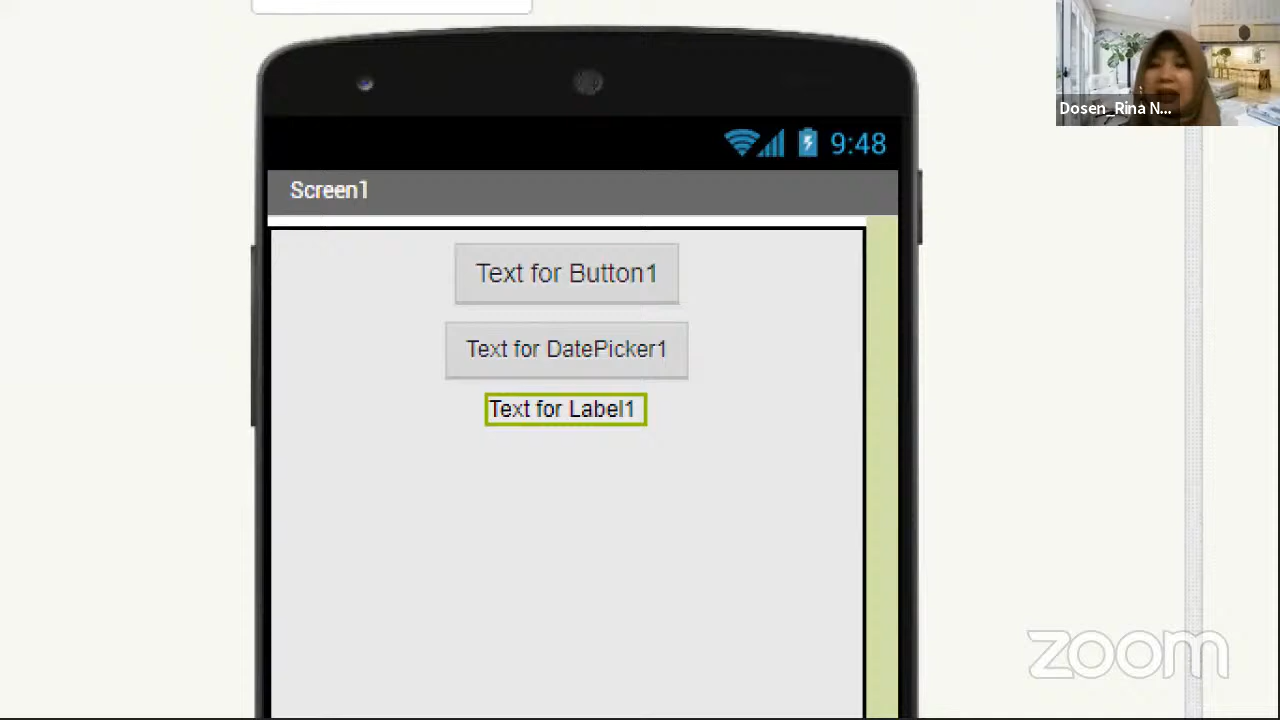 Dosen_Rina N...
9:48
Screen1
Text for Button1
Text for DatePicker1
Text for Label1
zoom